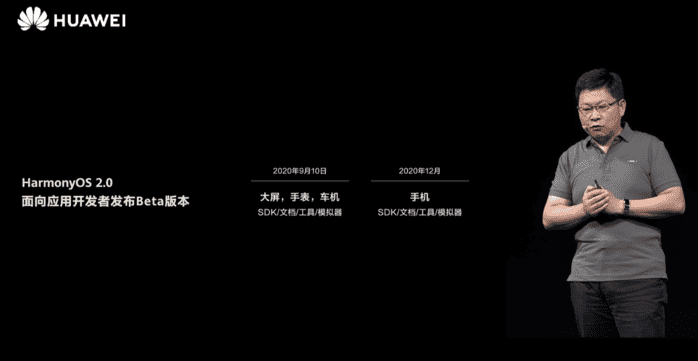 HUAWEI
HarmonyOS 2.0
面向应用开发者发布Beta版本
2020年9月10日
大屏，手表，车机
SDK/文档/工具/模拟器
2020年12月
手机
SDK/文档/工具/模拟器